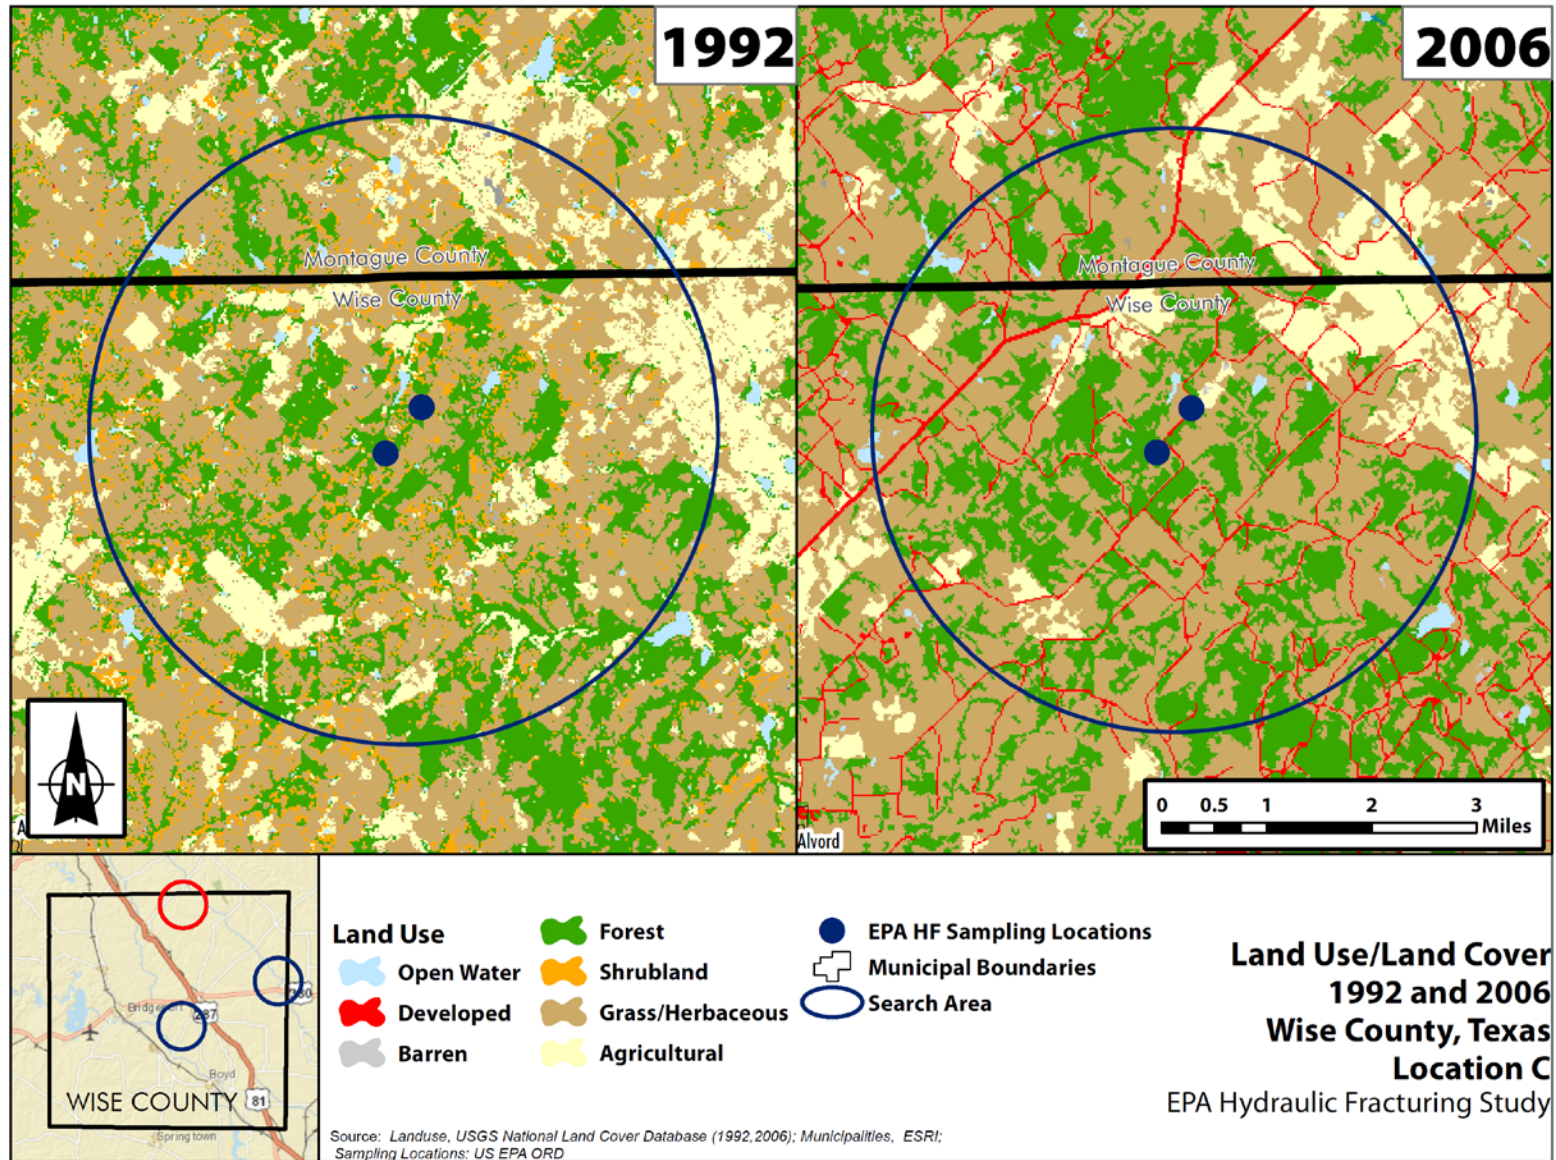 1992
2006
Montague County
Wise County
Montague County
Wise County
N
A
Alvord
0 0.5 1 2 3
Miles
Bridgeport
287
380
Boyd
WISE COUNTY
81
Springtown
Land Use
Open Water
Developed
Barren
Forest
Shrubland
Grass/Herbaceous
Agricultural
EPA HF Sampling Locations
Municipal Boundaries
Search Area
Land Use/Land Cover
1992 and 2006
Wise County, Texas
Location C
EPA Hydraulic Fracturing Study
Source: Landuse, USGS National Land Cover Database (1992,2006); Municipalities, ESRI;
Sampling Locations: US EPA ORD